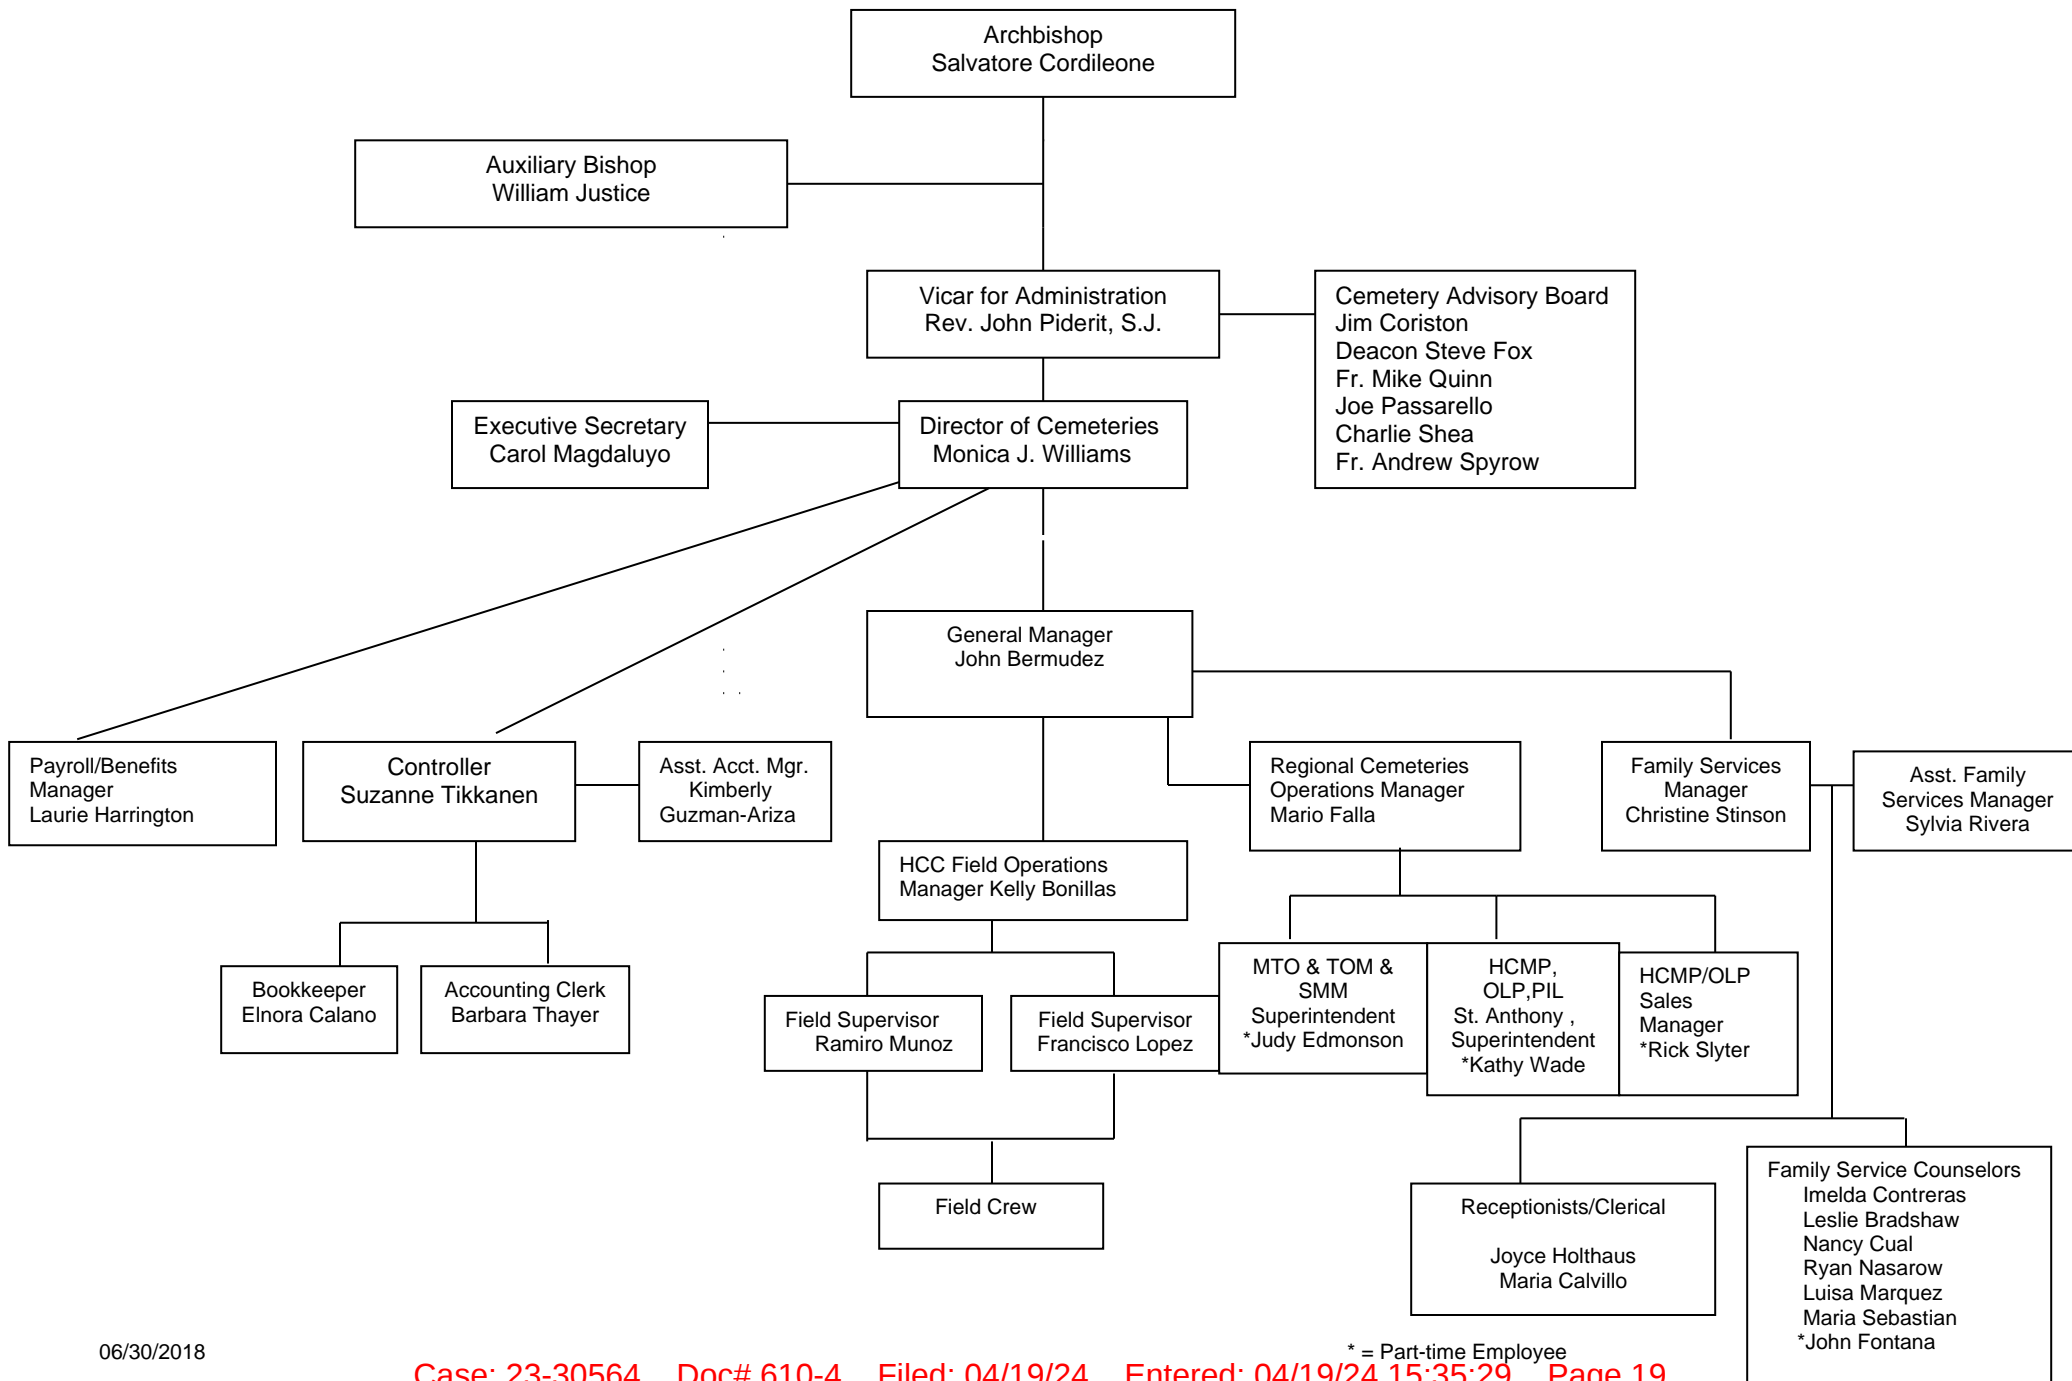 Archbishop
Salvatore Cordileone
Auxiliary Bishop
William Justice
Vicar for Administration
Rev. John Piderit, S.J.
Cemetery Advisory Board
Jim Coriston
Deacon Steve Fox
Fr. Mike Quinn
Joe Passarello
Charlie Shea
Fr. Andrew Spyrow
Executive Secretary
Carol Magdaluyo
Director of Cemeteries
Monica J. Williams
General Manager
John Bermudez
Payroll/Benefits
Manager
Laurie Harrington
Controller
Suzanne Tikkanen
Asst. Acct. Mgr.
Kimberly
Guzman-Ariza
Regional Cemeteries
Operations Manager
Mario Falla
Family Services
Manager
Christine Stinson
Asst. Family
Services Manager
Sylvia Rivera
HCC Field Operations
Manager Kelly Bonillas
Bookkeeper
Elnora Calano
Accounting Clerk
Barbara Thayer
Field Supervisor
Ramiro Munoz
Field Supervisor
Francisco Lopez
MTO & TOM &
SMM
Superintendent
*Judy Edmonson
HCMP,
OLP,PIL
St. Anthony ,
Superintendent
*Kathy Wade
HCMP/OLP
Sales
Manager
*Rick Slyter
Field Crew
Receptionists/Clerical
Joyce Holthaus
Maria Calvillo
Family Service Counselors
Imelda Contreras
Leslie Bradshaw
Nancy Cual
Ryan Nasarow
Luisa Marquez
Maria Sebastian
*John Fontana
06/30/2018
* = Part-time Employee
Case: 23-30564 Doc# 610-4 Filed: 04/19/24 Entered: 04/19/24 15:35:29 Page 19